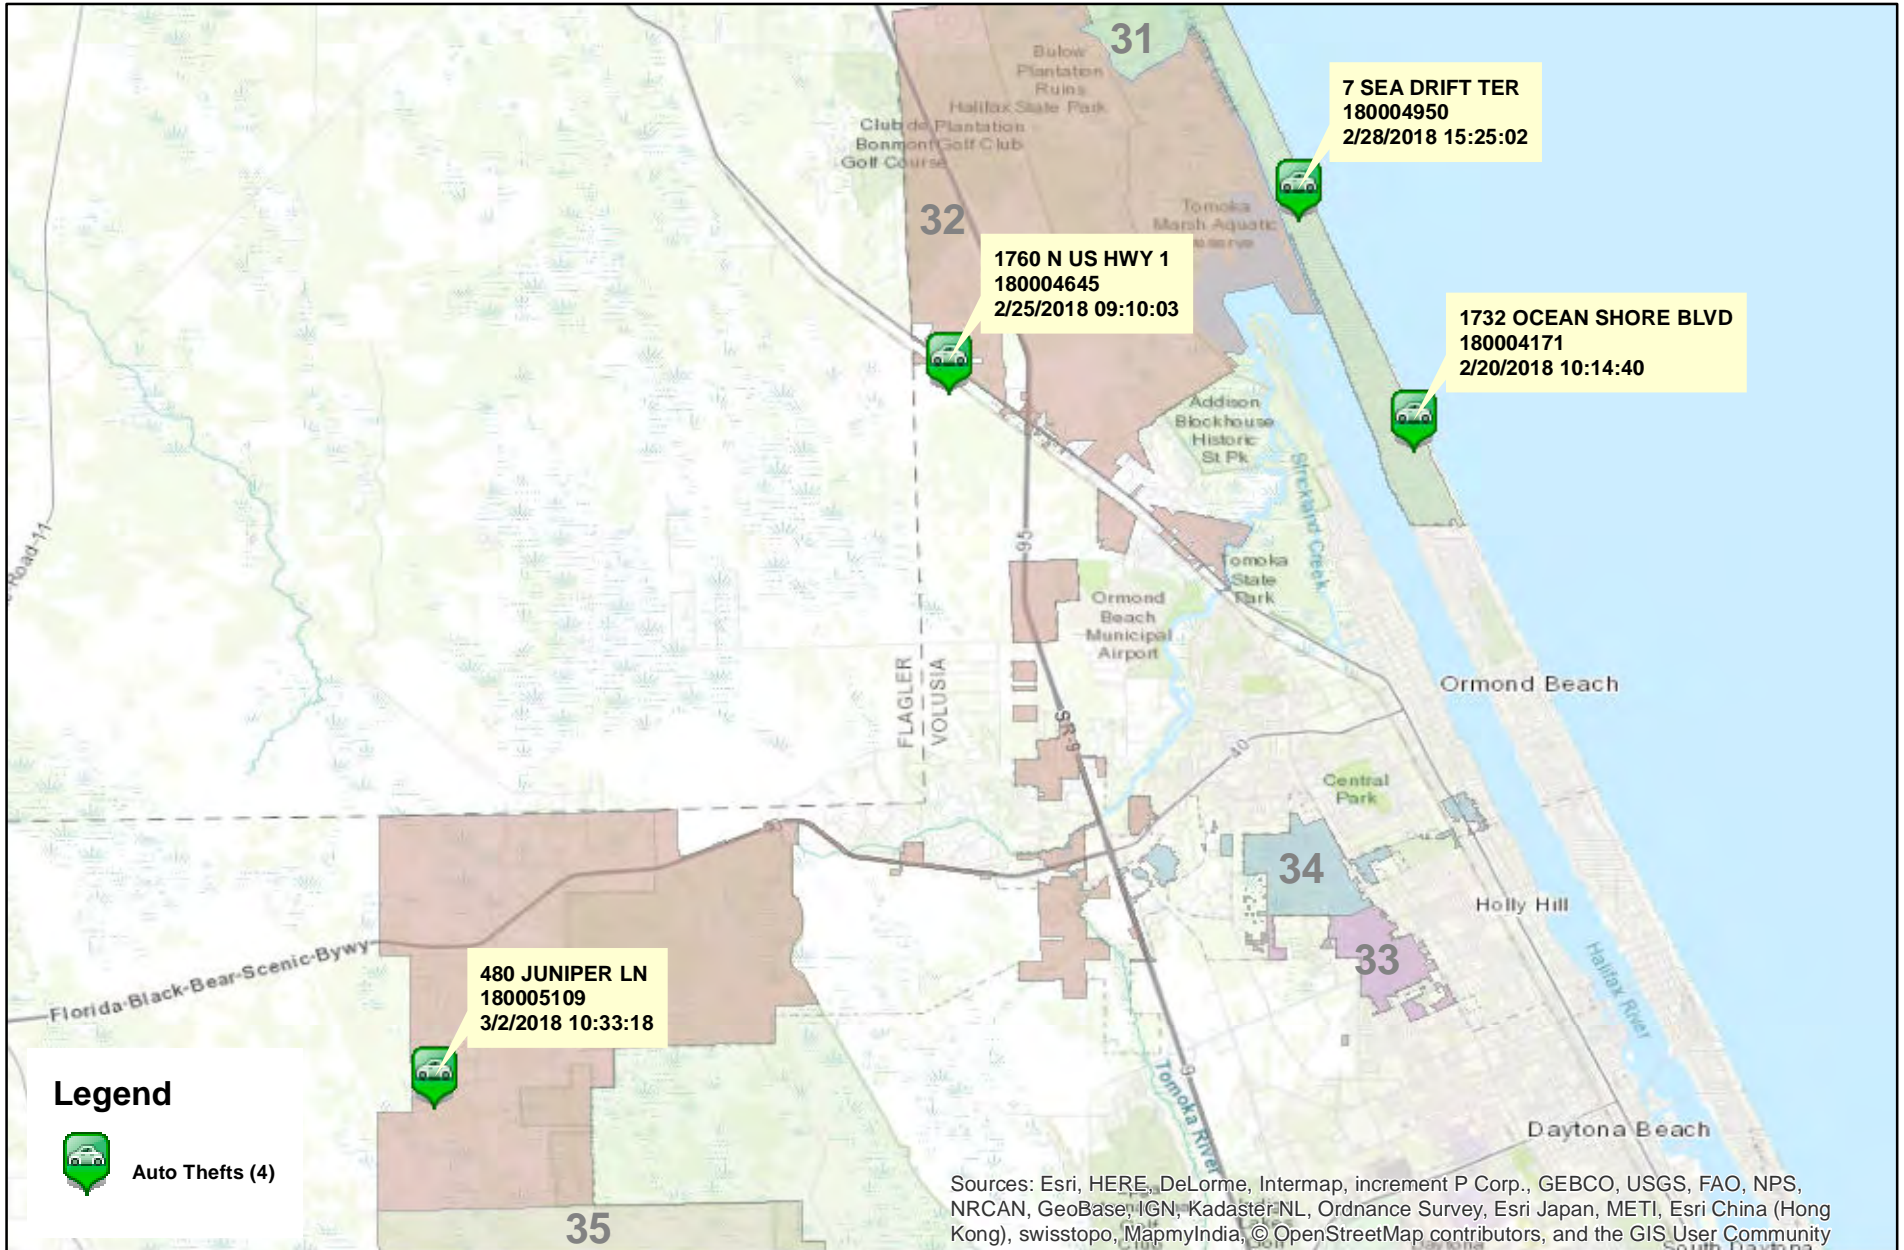 31
Bulow
Plantation
Ruins
Halifax State Park
Club de Plantation
Bonmont Golf Club
Golf Course
7 SEA DRIFT TER
180004950
2/28/2018 15:25:02
32
Tomoka
Marsh Aquatic
1760 N US HWY 1
180004645
2/25/2018 09:10:03
1732 OCEAN SHORE BLVD
180004171
2/20/2018 10:14:40
Addison
Blockhouse
Historic
St Pk
Strickland Creek
Road-11
95
Tomoka
State
Park
Ormond
Beach
Municipal
Airport
FLAGLER
VOLUSIA
Ormond Beach
40
Central
Park
34
Holly Hill
33
Halifax River
Florida-Black-Bear-Scenic-Bywy
480 JUNIPER LN
180005109
3/2/2018 10:33:18
Tomoka River
Legend
Auto Thefts (4)
Daytona Beach
35
Sources: Esri, HERE, DeLorme, Intermap, increment P Corp., GEBCO, USGS, FAO, NPS,
NRCAN, GeoBase, IGN, Kadaster NL, Ordnance Survey, Esri Japan, METI, Esri China (Hong
Kong), swisstopo, MapmyIndia, © OpenStreetMap contributors, and the GIS User Community
South Daytona